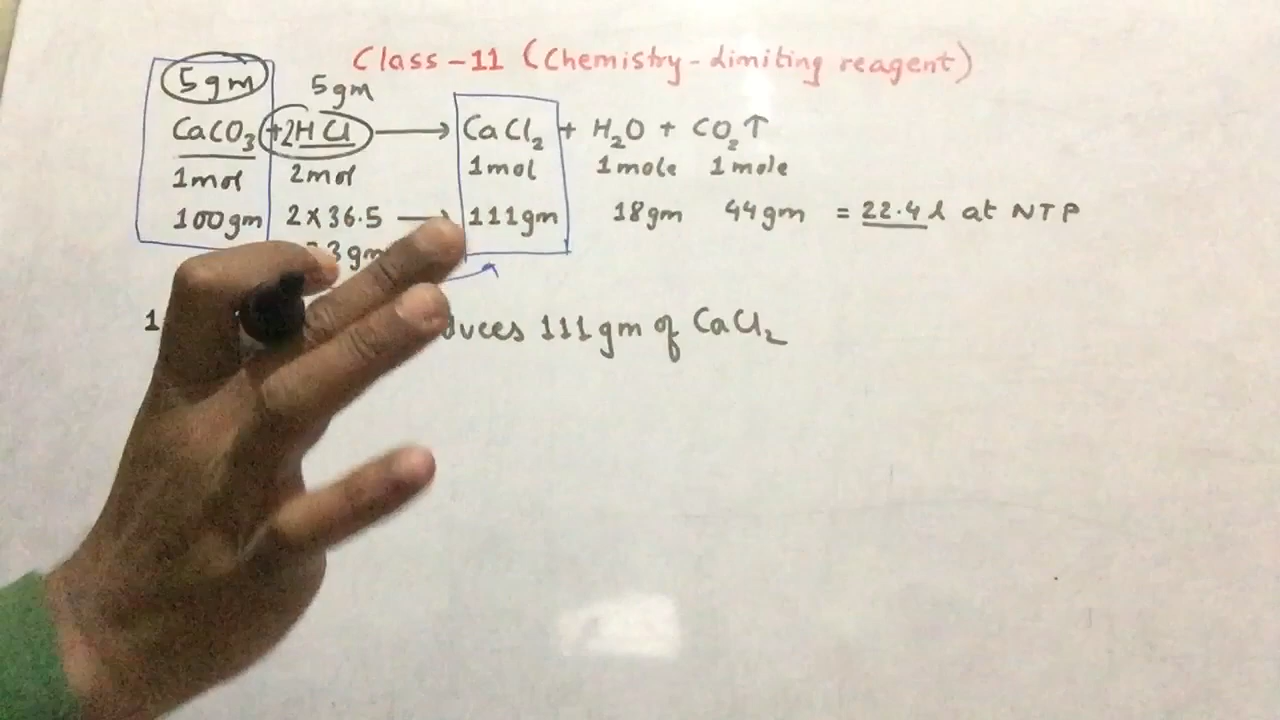 Class-11 (Chemistry-Limiting reagent)
5gm 5gm
CaCO₃ + 2HCl ⟶ CaCl₂ + H₂O + CO₂↑
1mol 2mol 1mol 1mole 1mole
100gm 2×36.5 ⟶ 111gm 18gm 44gm = 22.4 l at NTP
111gm of CaCl₂